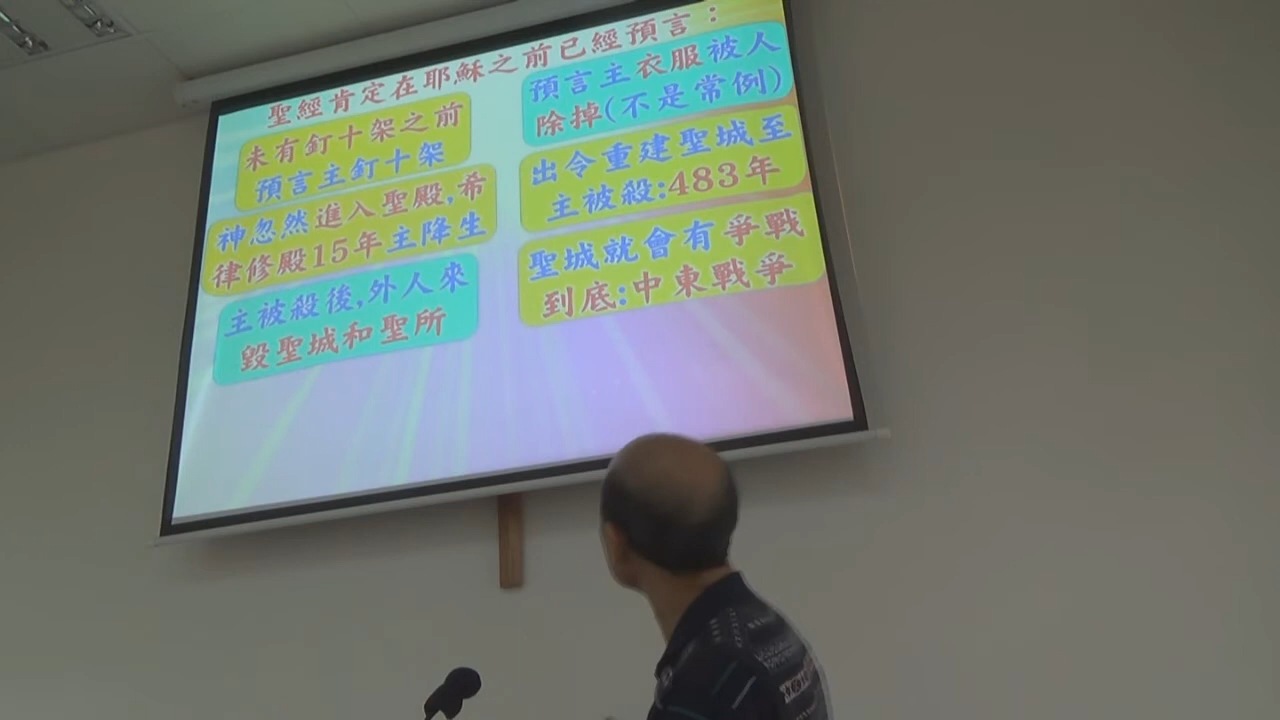 聖經肯定在耶穌之前已經預言：
未有釘十架之前
預言主釘十架
神忽然進入聖殿,希
律修殿15年主降生
主被殺後,外人來
毀聖城和聖所
預言主衣服被人
除掉(不是常例)
出令重建聖城至
主被殺:483年
聖城就會有爭戰
到底:中東戰爭